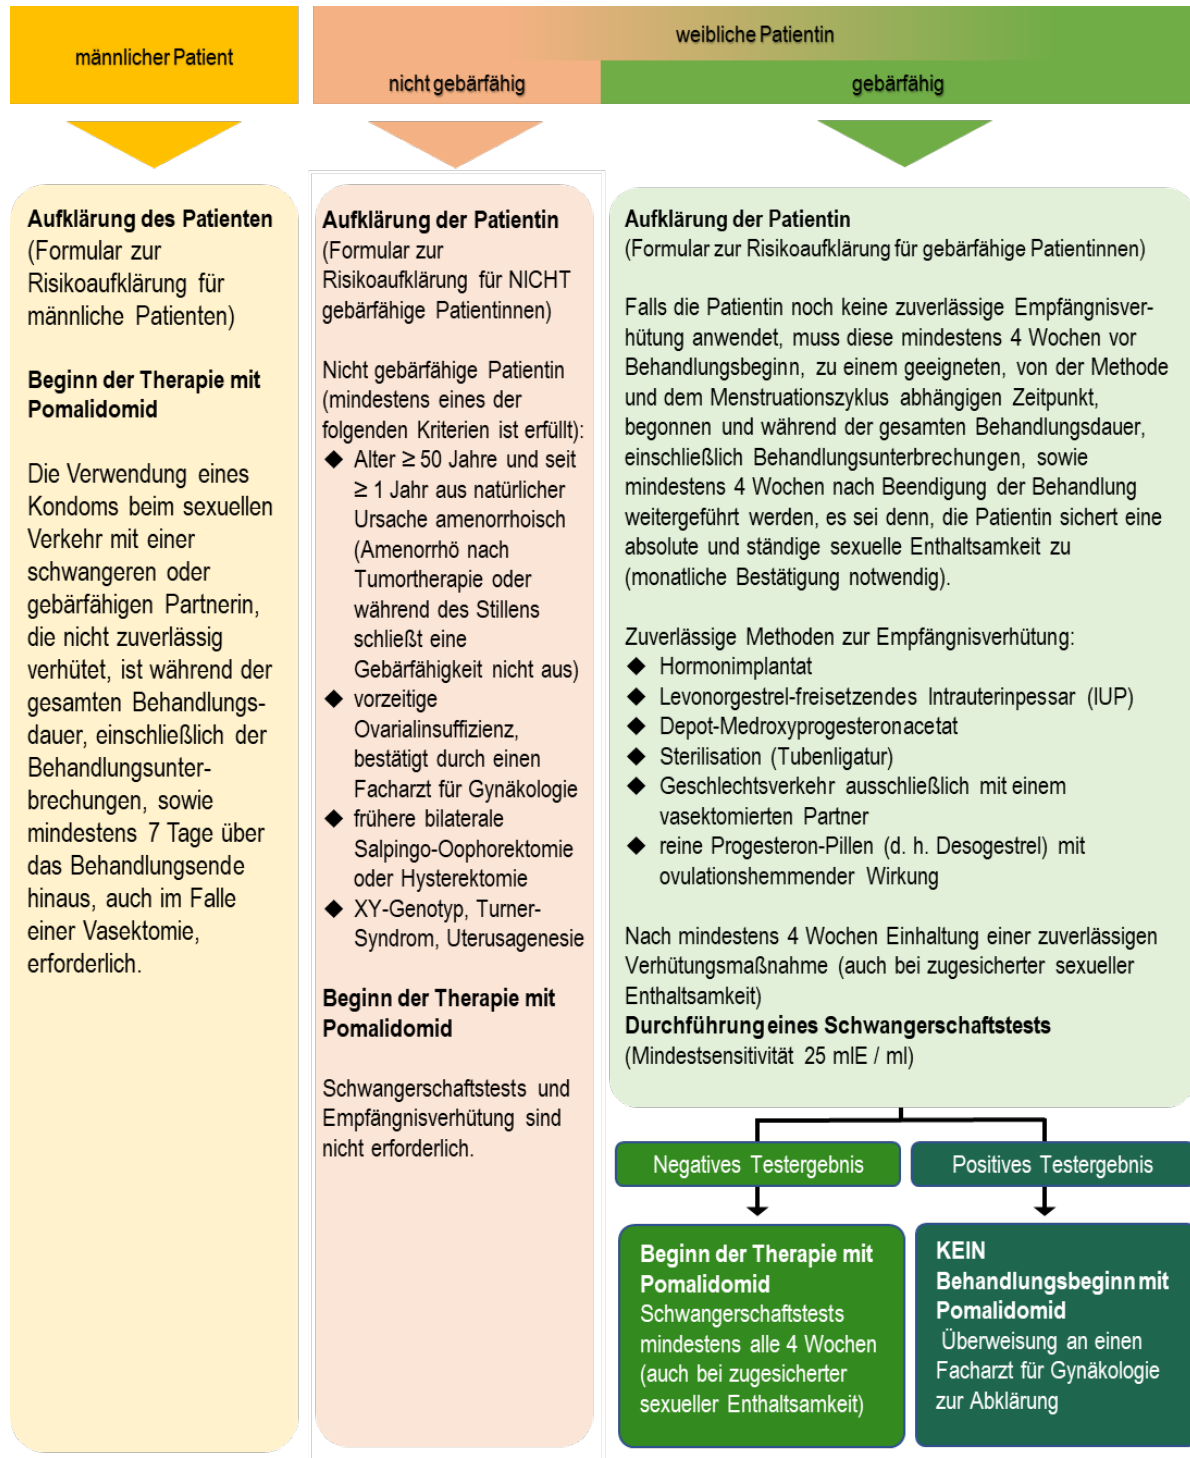 männlicher Patient
weibliche Patientin
nicht gebärfähig
gebärfähig
Aufklärung des Patienten
(Formular zur
Risikoaufklärung für
männliche Patienten)
Beginn der Therapie mit
Pomalidomid
Die Verwendung eines
Kondoms beim sexuellen
Verkehr mit einer
schwangeren oder
gebärfähigen Partnerin,
die nicht zuverlässig
verhütet, ist während der
gesamten Behandlungs-
dauer, einschließlich der
Behandlungsunter-
brechungen, sowie
mindestens 7 Tage über
das Behandlungsende
hinaus, auch im Falle
einer Vasektomie,
erforderlich.
Aufklärung der Patientin
(Formular zur
Risikoaufklärung für NICHT
gebärfähige Patientinnen)
Nicht gebärfähige Patientin
(mindestens eines der
folgenden Kriterien ist erfüllt):
◆ Alter ≥ 50 Jahre und seit
≥ 1 Jahr aus natürlicher
Ursache amenorrhoisch
(Amenorrhö nach
Tumortherapie oder
während des Stillens
schließt eine
Gebärfähigkeit nicht aus)
◆ vorzeitige
Ovarialinsuffizienz,
bestätigt durch einen
Facharzt für Gynäkologie
◆ frühere bilaterale
Salpingo-Oophorektomie
oder Hysterektomie
◆ XY-Genotyp, Turner-
Syndrom, Uterusagenesie
Beginn der Therapie mit
Pomalidomid
Schwangerschaftstests und
Empfängnisverhütung sind
nicht erforderlich.
Aufklärung der Patientin
(Formular zur Risikoaufklärung für gebärfähige Patientinnen)
Falls die Patientin noch keine zuverlässige Empfängnisver-
hütung anwendet, muss diese mindestens 4 Wochen vor
Behandlungsbeginn, zu einem geeigneten, von der Methode
und dem Menstruationszyklus abhängigen Zeitpunkt,
begonnen und während der gesamten Behandlungsdauer,
einschließlich Behandlungsunterbrechungen, sowie
mindestens 4 Wochen nach Beendigung der Behandlung
weitergeführt werden, es sei denn, die Patientin sichert eine
absolute und ständige sexuelle Enthaltsamkeit zu
(monatliche Bestätigung notwendig).
Zuverlässige Methoden zur Empfängnisverhütung:
◆ Hormonimplantat
◆ Levonorgestrel-freisetzendes Intrauterinpessar (IUP)
◆ Depot-Medroxyprogesteronacetat
◆ Sterilisation (Tubenligatur)
◆ Geschlechtsverkehr ausschließlich mit einem
vasektomierten Partner
◆ reine Progesteron-Pillen (d. h. Desogestrel) mit
ovulationshemmender Wirkung
Nach mindestens 4 Wochen Einhaltung einer zuverlässigen
Verhütungsmaßnahme (auch bei zugesicherter sexueller
Enthaltsamkeit)
Durchführung eines Schwangerschaftstests
(Mindestsensitivität 25 mIE / ml)
Negatives Testergebnis
Positives Testergebnis
Beginn der Therapie mit
Pomalidomid
Schwangerschaftstests
mindestens alle 4 Wochen
(auch bei zugesicherter
sexueller Enthaltsamkeit)
KEIN
Behandlungsbeginn mit
Pomalidomid
Überweisung an einen
Facharzt für Gynäkologie
zur Abklärung